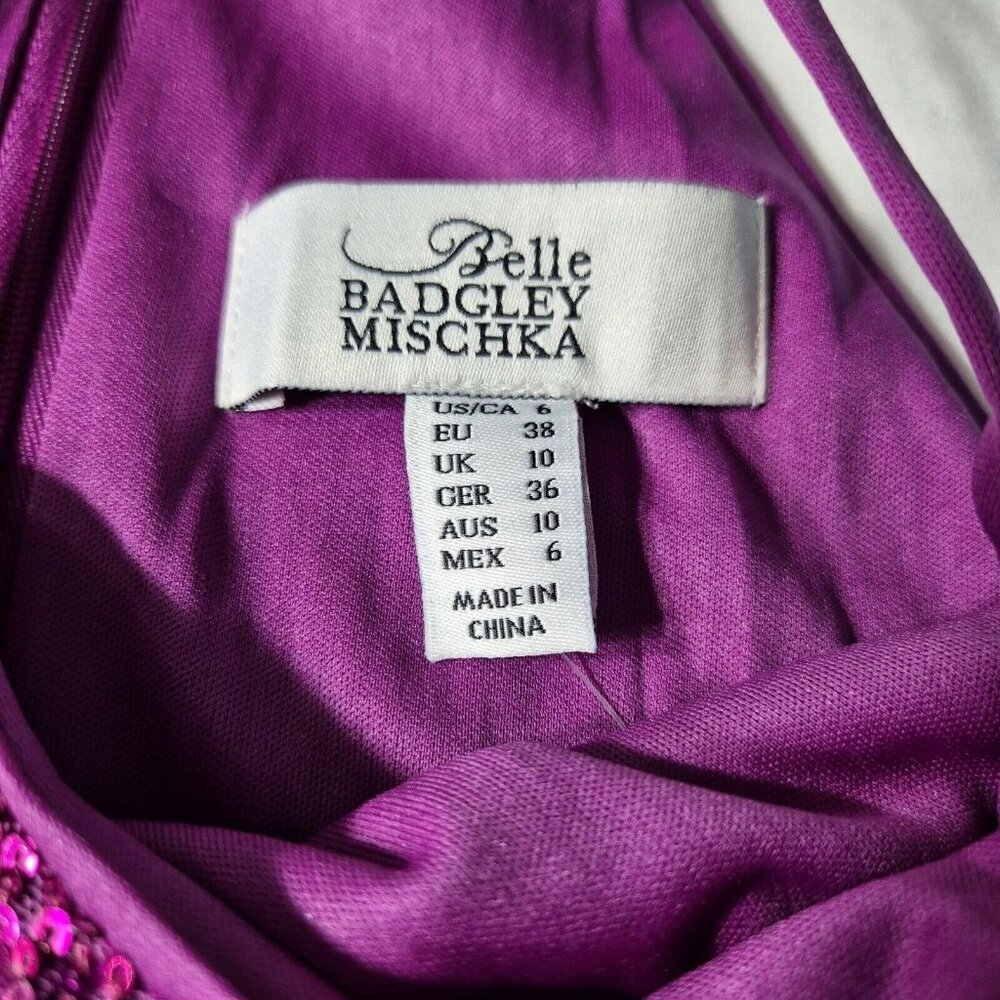 Belle
BADGLEY
MISCHKA
US/CA 6
EU 38
UK 10
GER 36
AUS 10
MEX 6
MADE IN
CHINA